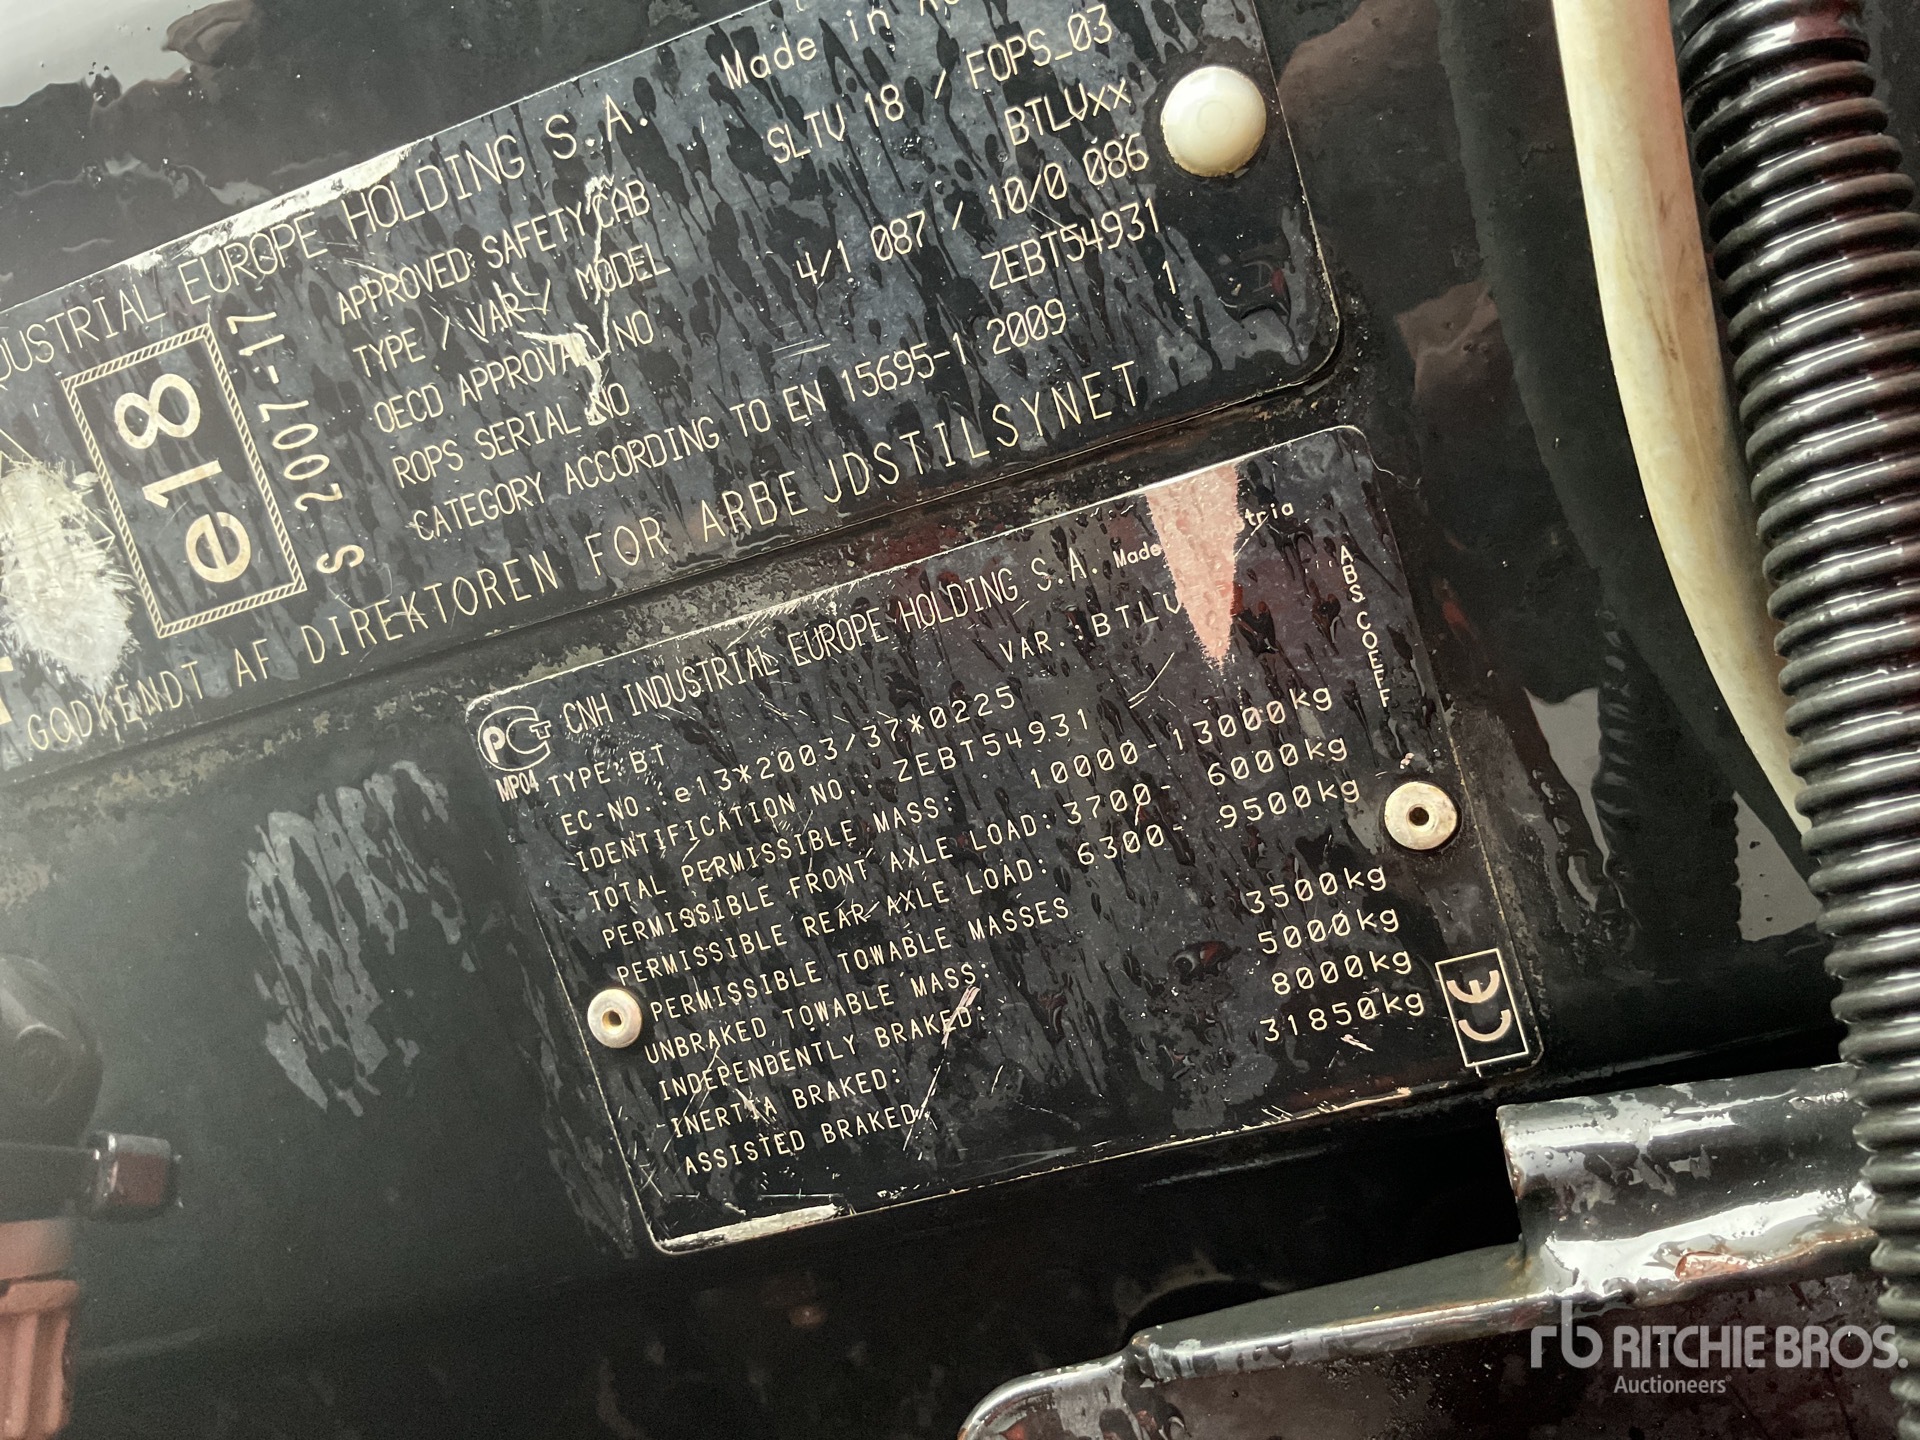 Made in
INDUSTRIAL EUROPE HOLDING S.A.
e18
S-2007-17
APPROVED SAFETY CAB SLTV 18 / FOPS_03
TYPE / VAR / MODEL BTLVxx
OECD APPROVAL NO 4/1 087 / 10/0 086
ROPS SERIAL NO ZEBT54931
CATEGORY ACCORDING TO EN 15695-1 2009 1
GODKENDT AF DIREKTOREN FOR ARBEJDSTILSYNET
CNH INDUSTRIAL EUROPE HOLDING S.A. Made
MP04
TYPE: BT VAR.: BTLV
EC-NO.: e13*2003/37*0225
IDENTIFICATION NO.: ZEBT54931
TOTAL PERMISSIBLE MASS: 10000-13000kg
PERMISSIBLE FRONT AXLE LOAD: 3700- 6000kg
PERMISSIBLE REAR AXLE LOAD: 6300- 9500kg
PERMISSIBLE TOWABLE MASSES
UNBRAKED TOWABLE MASS: 3500kg
INDEPENDENTLY BRAKED: 5000kg
INERTIA BRAKED: 8000kg
ASSISTED BRAKED: 31850kg
ABS COEFF
CE
rb RITCHIE BROS.
Auctioneers